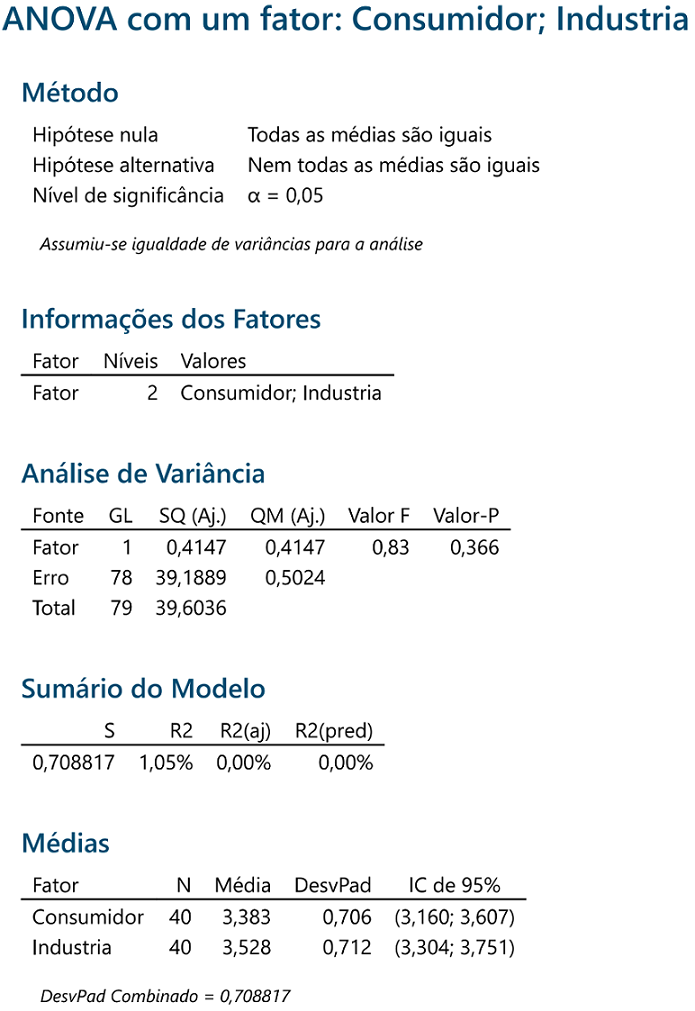 ANOVA com um fator: Consumidor; Industria
Método
Hipótese nula Todas as médias são iguais
Hipótese alternativa Nem todas as médias são iguais
Nível de significância α = 0,05
Assumiu-se igualdade de variâncias para a análise
Informações dos Fatores
Fator Níveis Valores
Fator 2 Consumidor; Industria
Análise de Variância
Fonte GL SQ (Aj.) QM (Aj.) Valor F Valor-P
Fator 1 0,4147 0,4147 0,83 0,366
Erro 78 39,1889 0,5024
Total 79 39,6036
Sumário do Modelo
S R2 R2(aj) R2(pred)
0,708817 1,05% 0,00% 0,00%
Médias
Fator N Média DesvPad IC de 95%
Consumidor 40 3,383 0,706 (3,160; 3,607)
Industria 40 3,528 0,712 (3,304; 3,751)
DesvPad Combinado = 0,708817